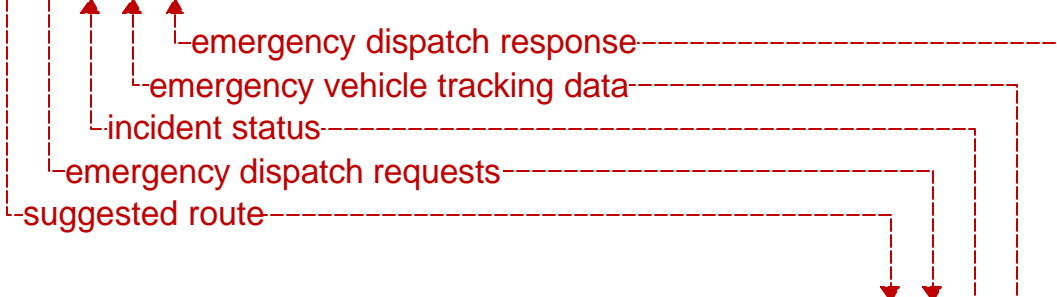 emergency dispatch response
emergency vehicle tracking data
incident status
emergency dispatch requests
suggested route